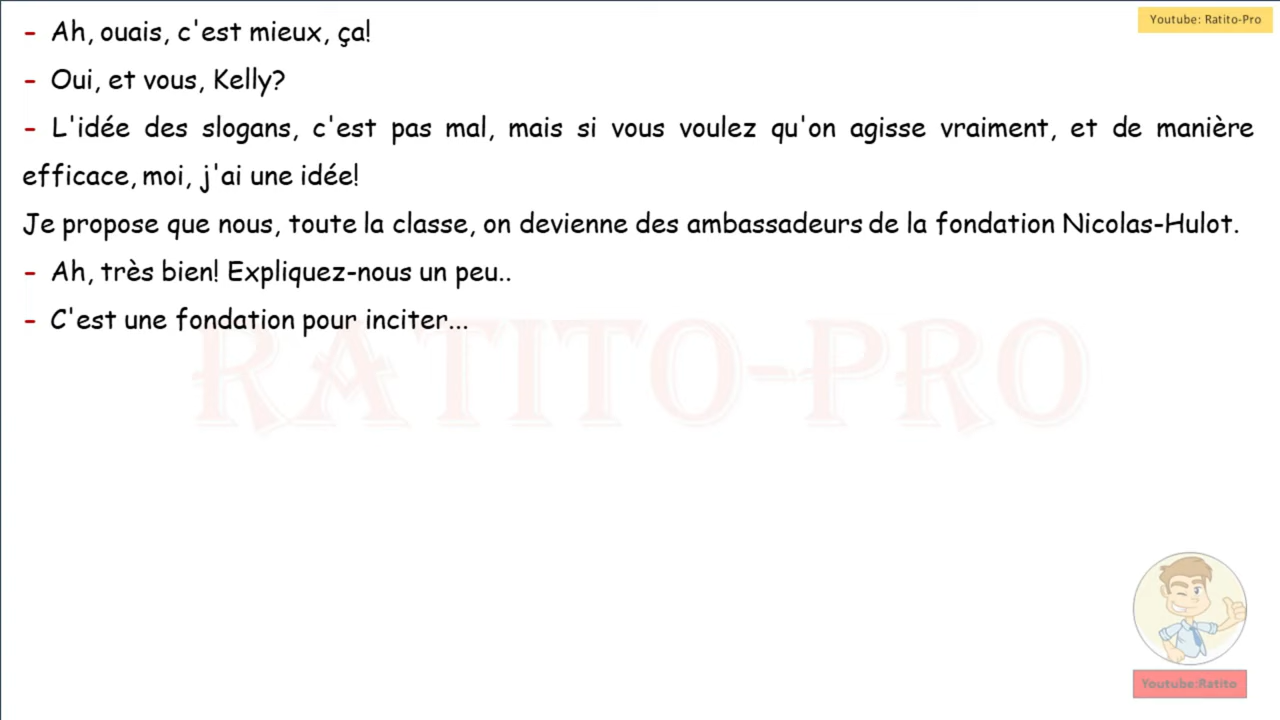 Youtube: Ratito-Pro
- Ah, ouais, c'est mieux, ça!
- Oui, et vous, Kelly?
- L'idée des slogans, c'est pas mal, mais si vous voulez qu'on agisse vraiment, et de manière
efficace, moi, j'ai une idée!
Je propose que nous, toute la classe, on devienne des ambassadeurs de la fondation Nicolas-Hulot.
- Ah, très bien! Expliquez-nous un peu..
- C'est une fondation pour inciter...
RATITO-PRO
Youtube:Ratito